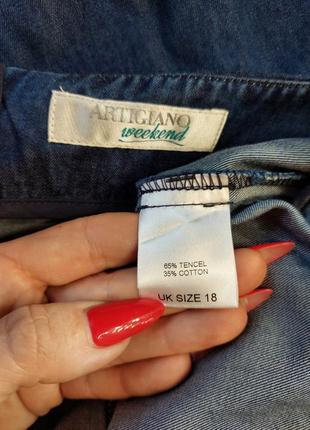 ARTIGIANO
weekend
65% TENCEL
35% COTTON
UK SIZE 18